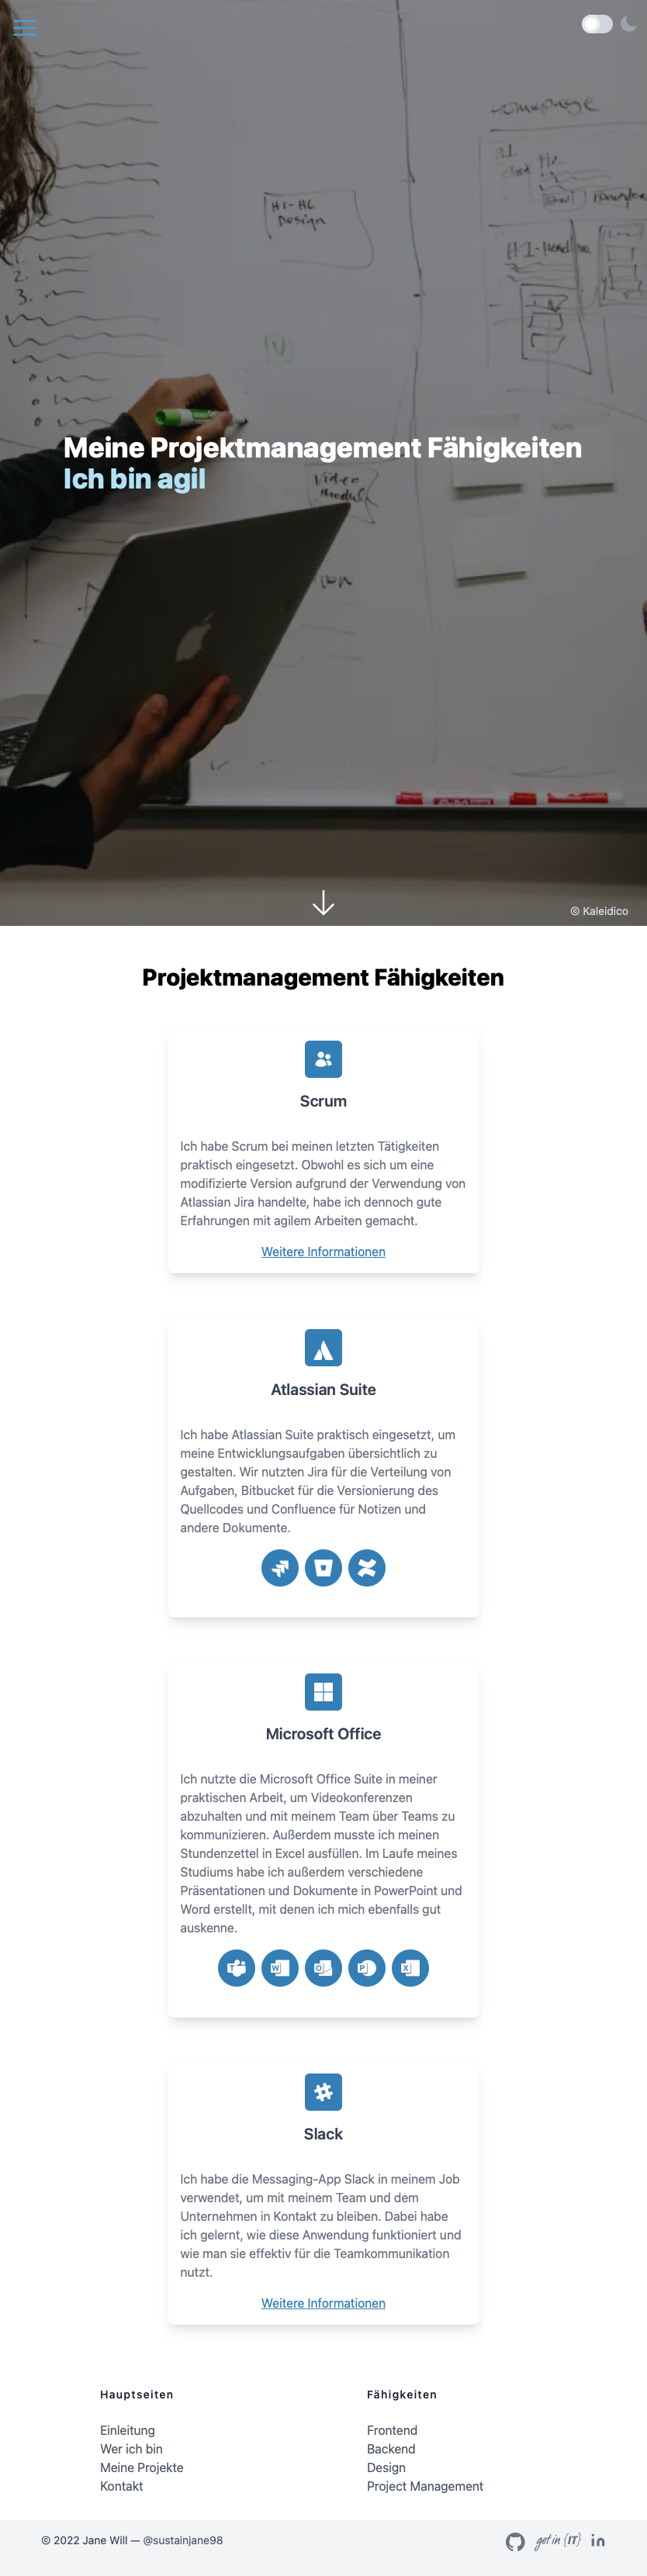 Homepage
HI-HC
Design
H1-Headline
Video
module
Meine Projektmanagement Fähigkeiten
Ich bin agil
© Kaleidico
Projektmanagement Fähigkeiten
Scrum
Ich habe Scrum bei meinen letzten Tätigkeiten
praktisch eingesetzt. Obwohl es sich um eine
modifizierte Version aufgrund der Verwendung von
Atlassian Jira handelte, habe ich dennoch gute
Erfahrungen mit agilem Arbeiten gemacht.
Weitere Informationen
Atlassian Suite
Ich habe Atlassian Suite praktisch eingesetzt, um
meine Entwicklungsaufgaben übersichtlich zu
gestalten. Wir nutzten Jira für die Verteilung von
Aufgaben, Bitbucket für die Versionierung des
Quellcodes und Confluence für Notizen und
andere Dokumente.
Microsoft Office
Ich nutzte die Microsoft Office Suite in meiner
praktischen Arbeit, um Videokonferenzen
abzuhalten und mit meinem Team über Teams zu
kommunizieren. Außerdem musste ich meinen
Stundenzettel in Excel ausfüllen. Im Laufe meines
Studiums habe ich außerdem verschiedene
Präsentationen und Dokumente in PowerPoint und
Word erstellt, mit denen ich mich ebenfalls gut
auskenne.
T W O P X
Slack
Ich habe die Messaging-App Slack in meinem Job
verwendet, um mit meinem Team und dem
Unternehmen in Kontakt zu bleiben. Dabei habe
ich gelernt, wie diese Anwendung funktioniert und
wie man sie effektiv für die Teamkommunikation
nutzt.
Weitere Informationen
Hauptseiten
Einleitung
Wer ich bin
Meine Projekte
Kontakt
Fähigkeiten
Frontend
Backend
Design
Project Management
© 2022 Jane Will — @sustainjane98
get in {IT}
in